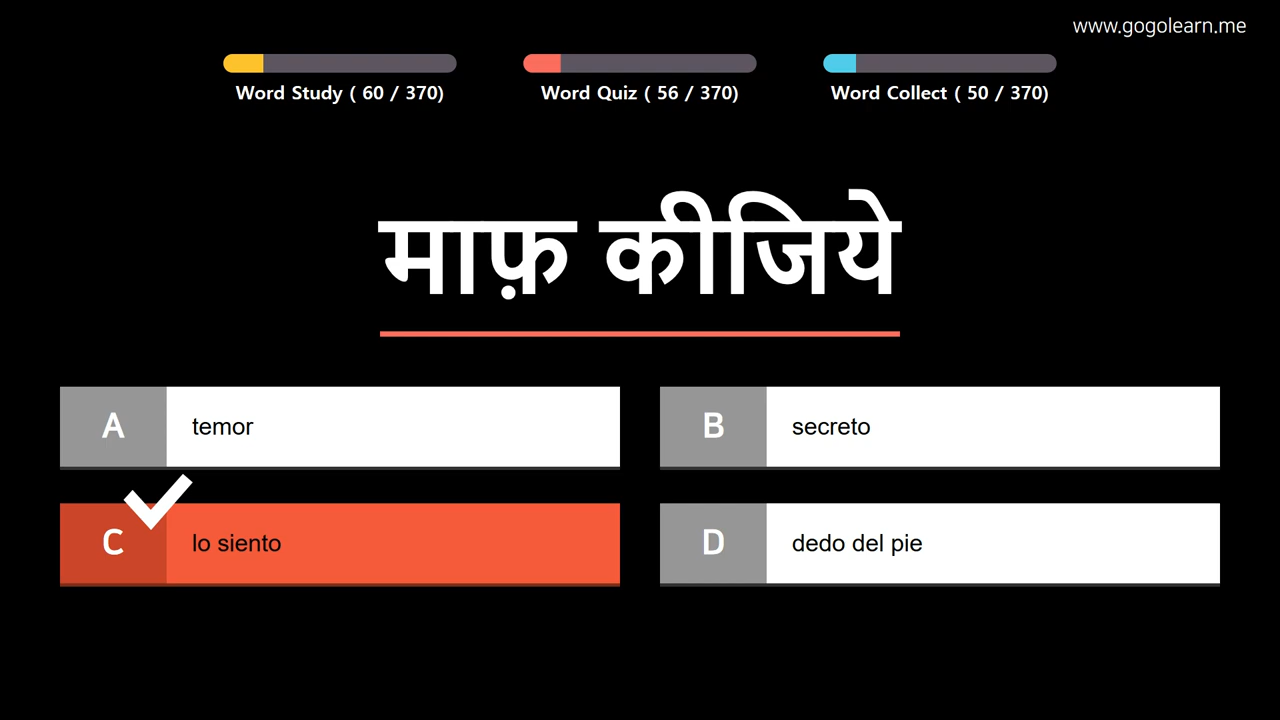 www.gogolearn.me
Word Study ( 60 / 370)
Word Quiz ( 56 / 370)
Word Collect ( 50 / 370)
माफ़ कीजिये
A temor
B secreto
C lo siento
D dedo del pie